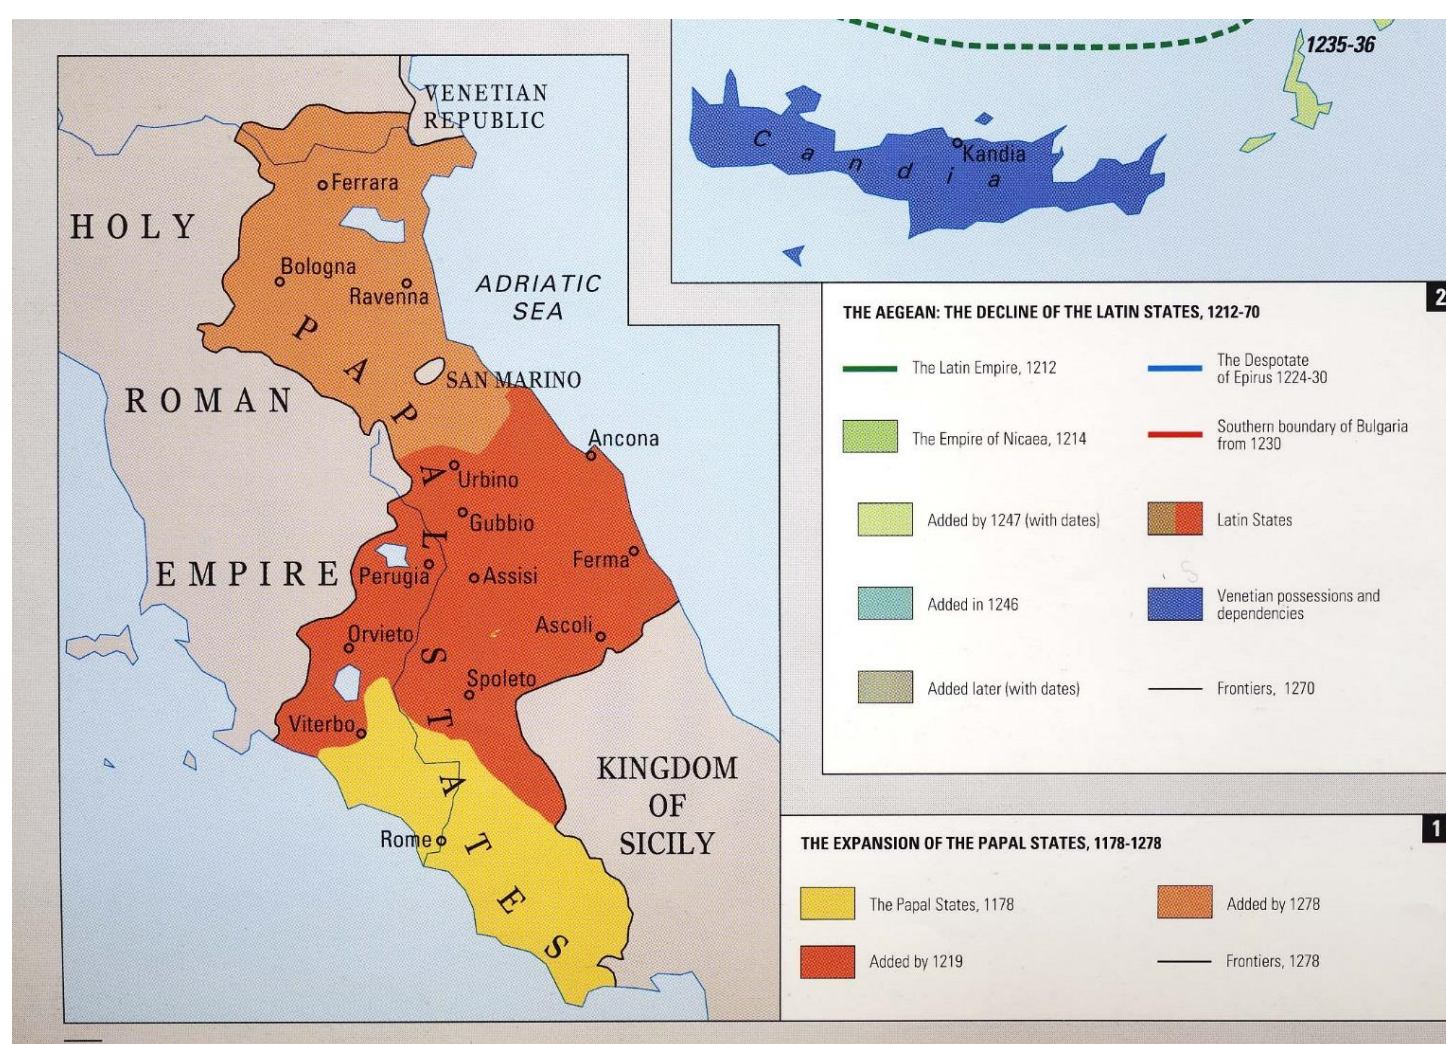 VENETIAN
REPUBLIC
Ferrara
HOLY
Bologna
Ravenna
ADRIATIC
SEA
PAPAL STATES
SAN MARINO
ROMAN
Ancona
Urbino
Gubbio
Ferma
EMPIRE
Perugia
Assisi
Orvieto
Ascoli
Spoleto
Viterbo
KINGDOM
OF
SICILY
Rome
1235-36
Candia
Kandia
2
THE AEGEAN: THE DECLINE OF THE LATIN STATES, 1212-70
The Latin Empire, 1212
The Despotate
of Epirus 1224-30
The Empire of Nicaea, 1214
Southern boundary of Bulgaria
from 1230
Added by 1247 (with dates)
Latin States
Added in 1246
Venetian possessions and
dependencies
Added later (with dates)
Frontiers, 1270
1
THE EXPANSION OF THE PAPAL STATES, 1178-1278
The Papal States, 1178
Added by 1278
Added by 1219
Frontiers, 1278